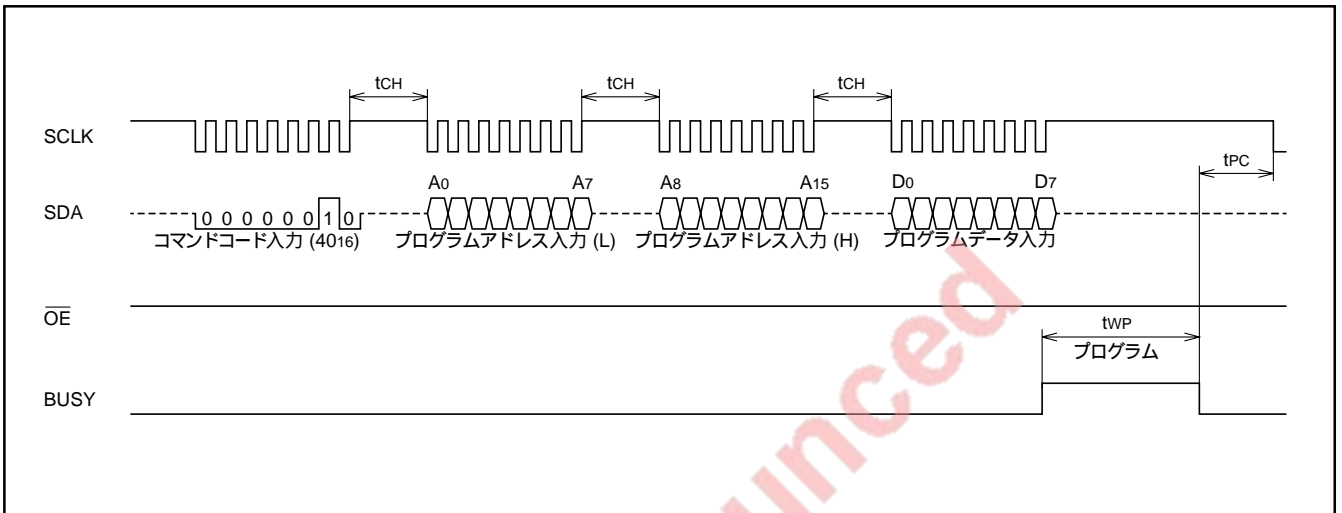 tCH tCH tCH
SCLK
tPC
A0 A7 A8 A15 D0 D7
SDA
0 0 0 0 0 0 1 0
コマンドコード入力 (4016) プログラムアドレス入力 (L) プログラムアドレス入力 (H) プログラムデータ入力
OE
tWP
プログラム
BUSY
unced